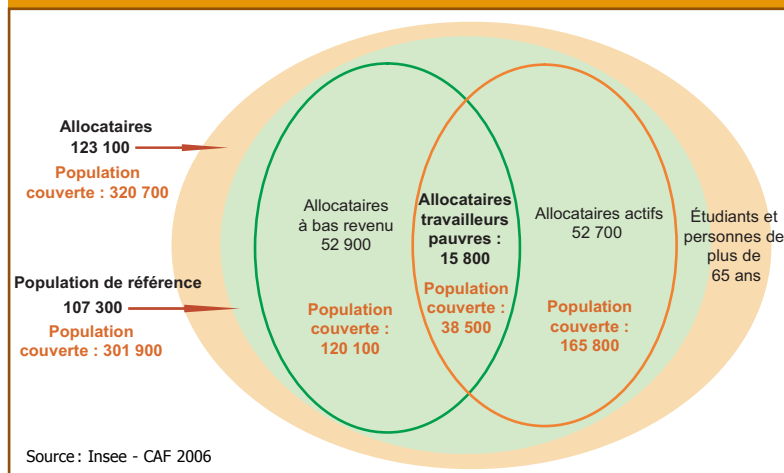 Allocataires
123 100
Population
couverte : 320 700
Population de référence
107 300
Population
couverte : 301 900
Allocataires
à bas revenu
52 900
Population
couverte :
120 100
Allocataires
travailleurs
pauvres :
15 800
Population
couverte :
38 500
Allocataires actifs
52 700
Population
couverte :
165 800
Étudiants et
personnes de
plus de
65 ans
Source : Insee - CAF 2006